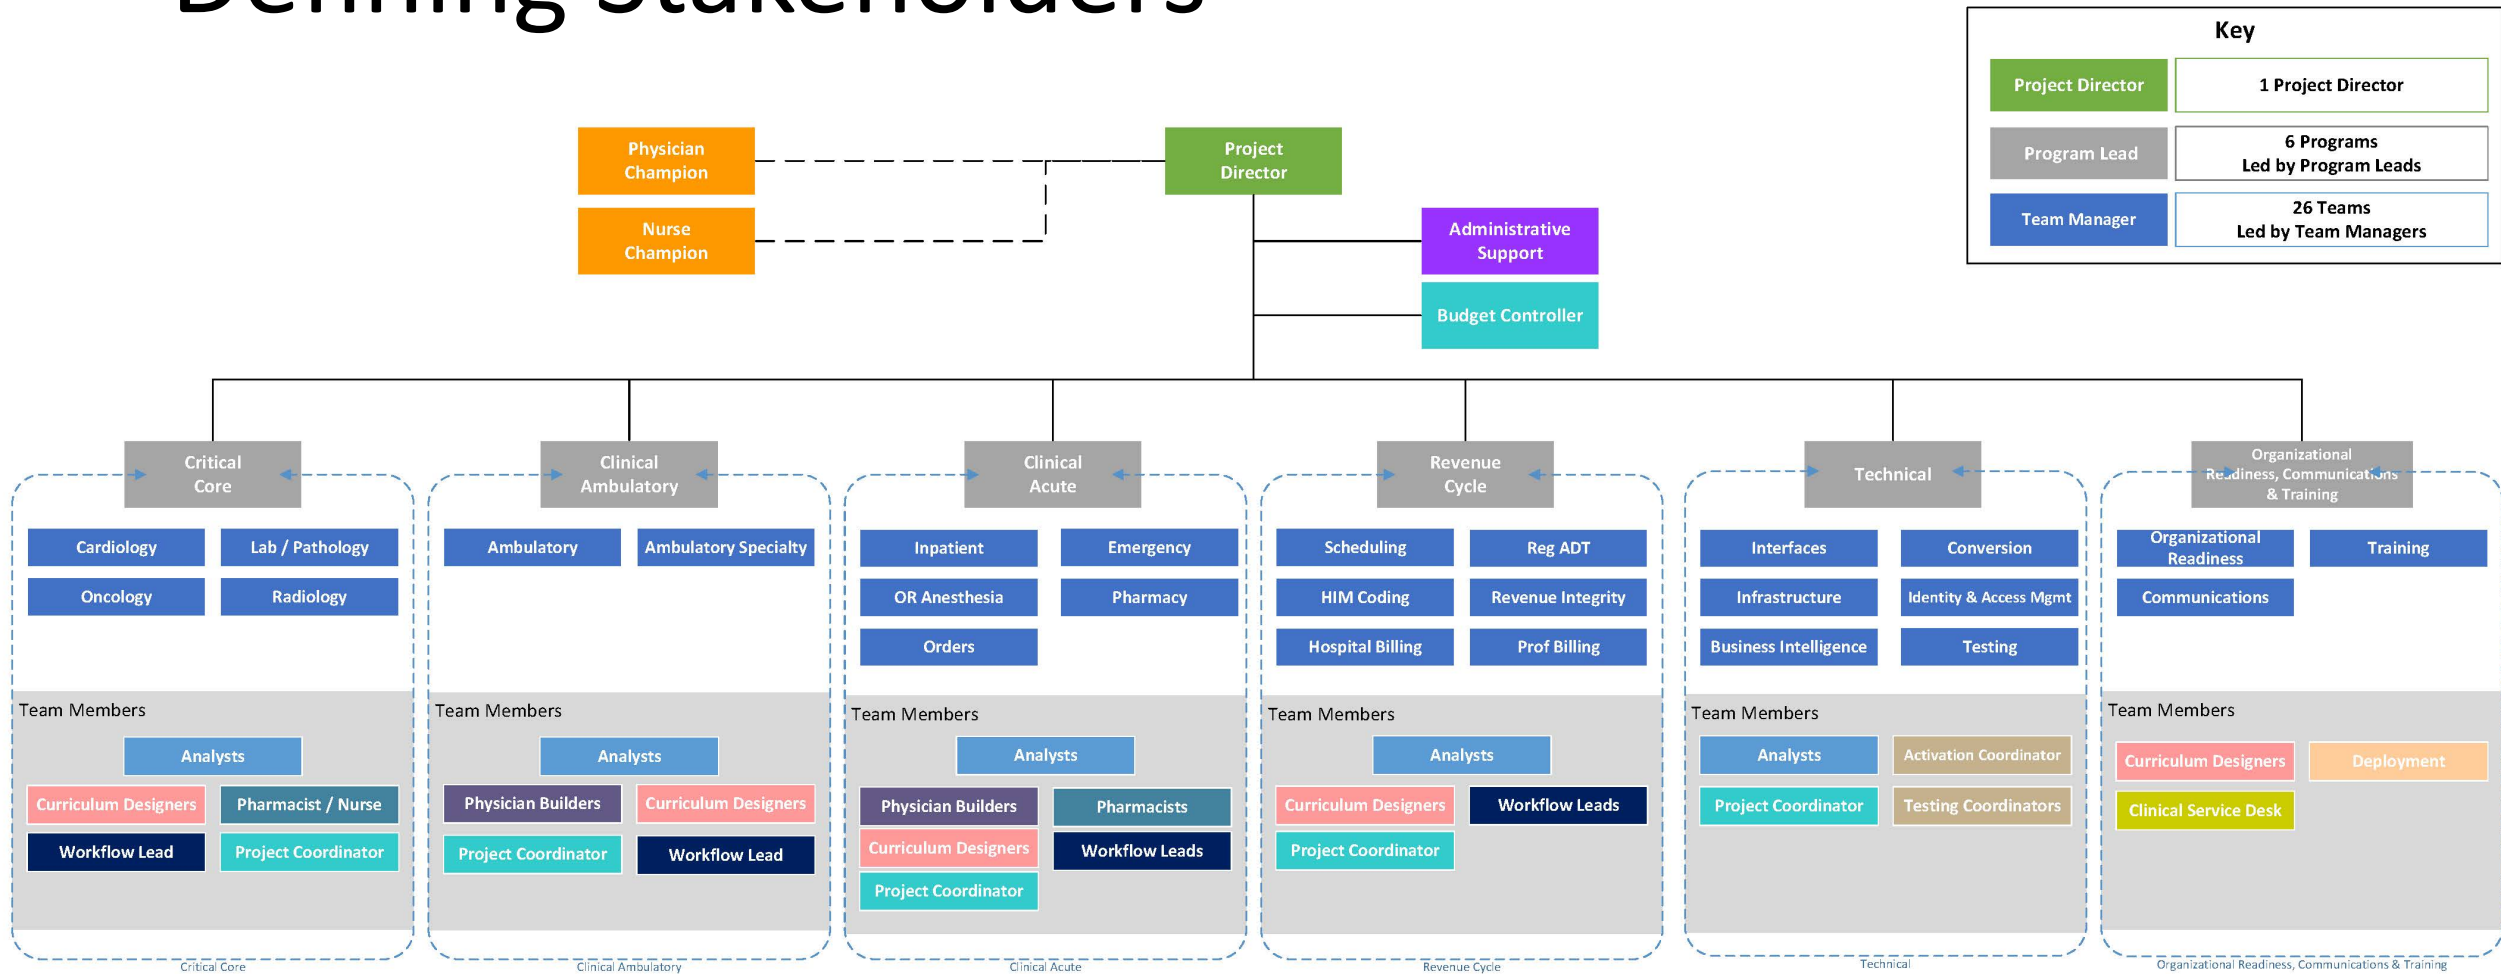 Defining Stakeholders
Key
Project Director
1 Project Director
Program Lead
6 Programs
Led by Program Leads
Team Manager
26 Teams
Led by Team Managers
Physician
Champion
Project
Director
Nurse
Champion
Administrative
Support
Budget Controller
Critical
Core
Cardiology
Lab / Pathology
Oncology
Radiology
Team Members
Analysts
Curriculum Designers
Pharmacist / Nurse
Workflow Lead
Project Coordinator
Critical Core
Clinical
Ambulatory
Ambulatory
Ambulatory Specialty
Team Members
Analysts
Physician Builders
Curriculum Designers
Project Coordinator
Workflow Lead
Clinical Ambulatory
Clinical
Acute
Inpatient
Emergency
OR Anesthesia
Pharmacy
Orders
Team Members
Analysts
Physician Builders
Pharmacists
Curriculum Designers
Workflow Leads
Project Coordinator
Clinical Acute
Revenue
Cycle
Scheduling
Reg ADT
HIM Coding
Revenue Integrity
Hospital Billing
Prof Billing
Team Members
Analysts
Curriculum Designers
Workflow Leads
Project Coordinator
Revenue Cycle
Technical
Interfaces
Conversion
Infrastructure
Identity & Access Mgmt
Business Intelligence
Testing
Team Members
Analysts
Activation Coordinator
Project Coordinator
Testing Coordinators
Technical
Organizational
Readiness, Communications
& Training
Organizational
Readiness
Training
Communications
Team Members
Curriculum Designers
Deployment
Clinical Service Desk
Organizational Readiness, Communications & Training